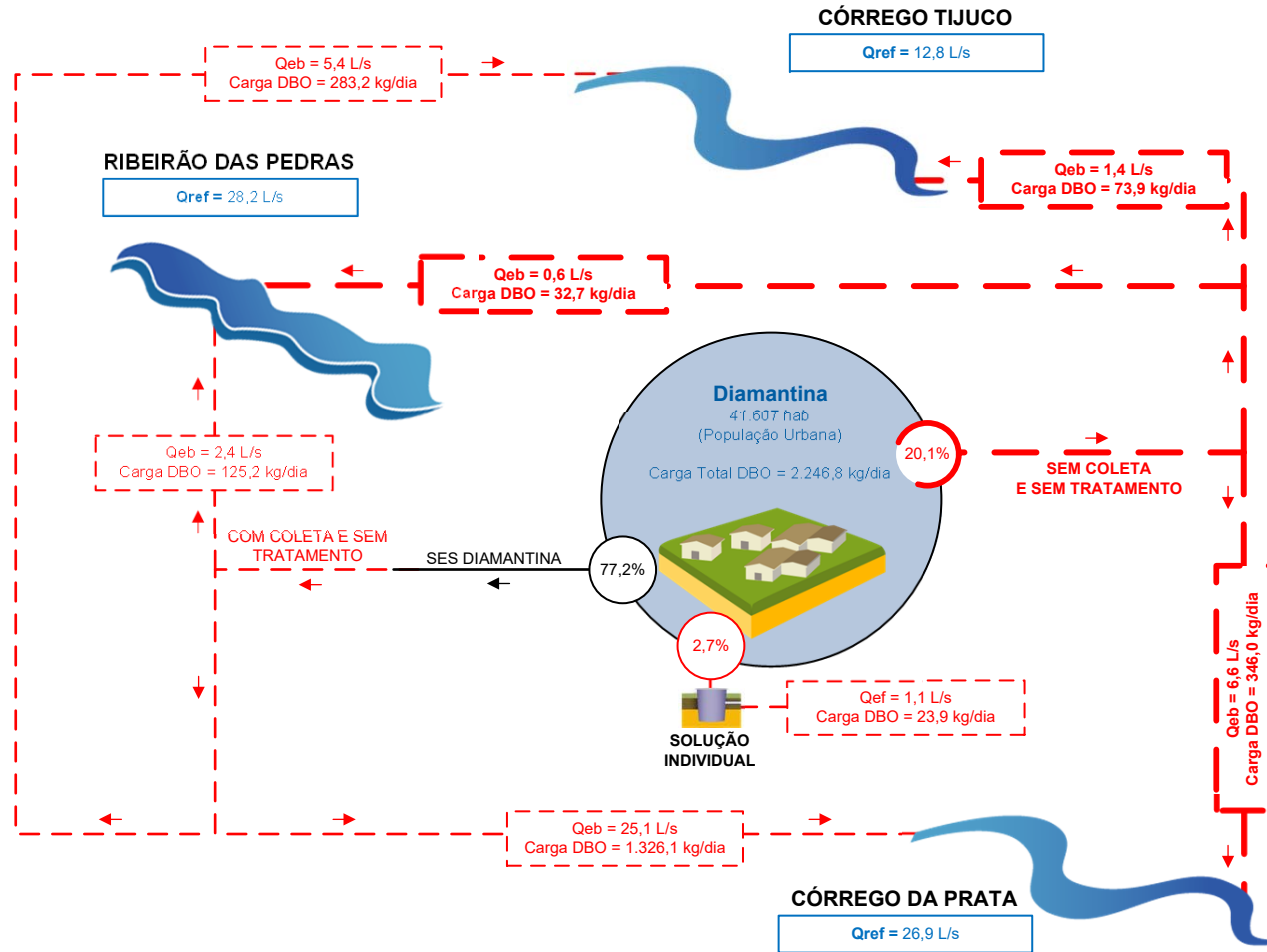 CÓRREGO TIJUCO
Qref = 12,8 L/s
Qeb = 5,4 L/s
Carga DBO = 283,2 kg/dia
RIBEIRÃO DAS PEDRAS
Qref = 28,2 L/s
Qeb = 1,4 L/s
Carga DBO = 73,9 kg/dia
Qeb = 0,6 L/s
Carga DBO = 32,7 kg/dia
Diamantina
41.607 hab
(População Urbana)
Carga Total DBO = 2.246,8 kg/dia
20,1%
SEM COLETA
E SEM TRATAMENTO
Qeb = 2,4 L/s
Carga DBO = 125,2 kg/dia
COM COLETA E SEM
TRATAMENTO
SES DIAMANTINA
77,2%
2,7%
Qef = 1,1 L/s
Carga DBO = 23,9 kg/dia
SOLUÇÃO
INDIVIDUAL
Qeb = 6,6 L/s
Carga DBO = 346,0 kg/dia
Qeb = 25,1 L/s
Carga DBO = 1.326,1 kg/dia
CÓRREGO DA PRATA
Qref = 26,9 L/s